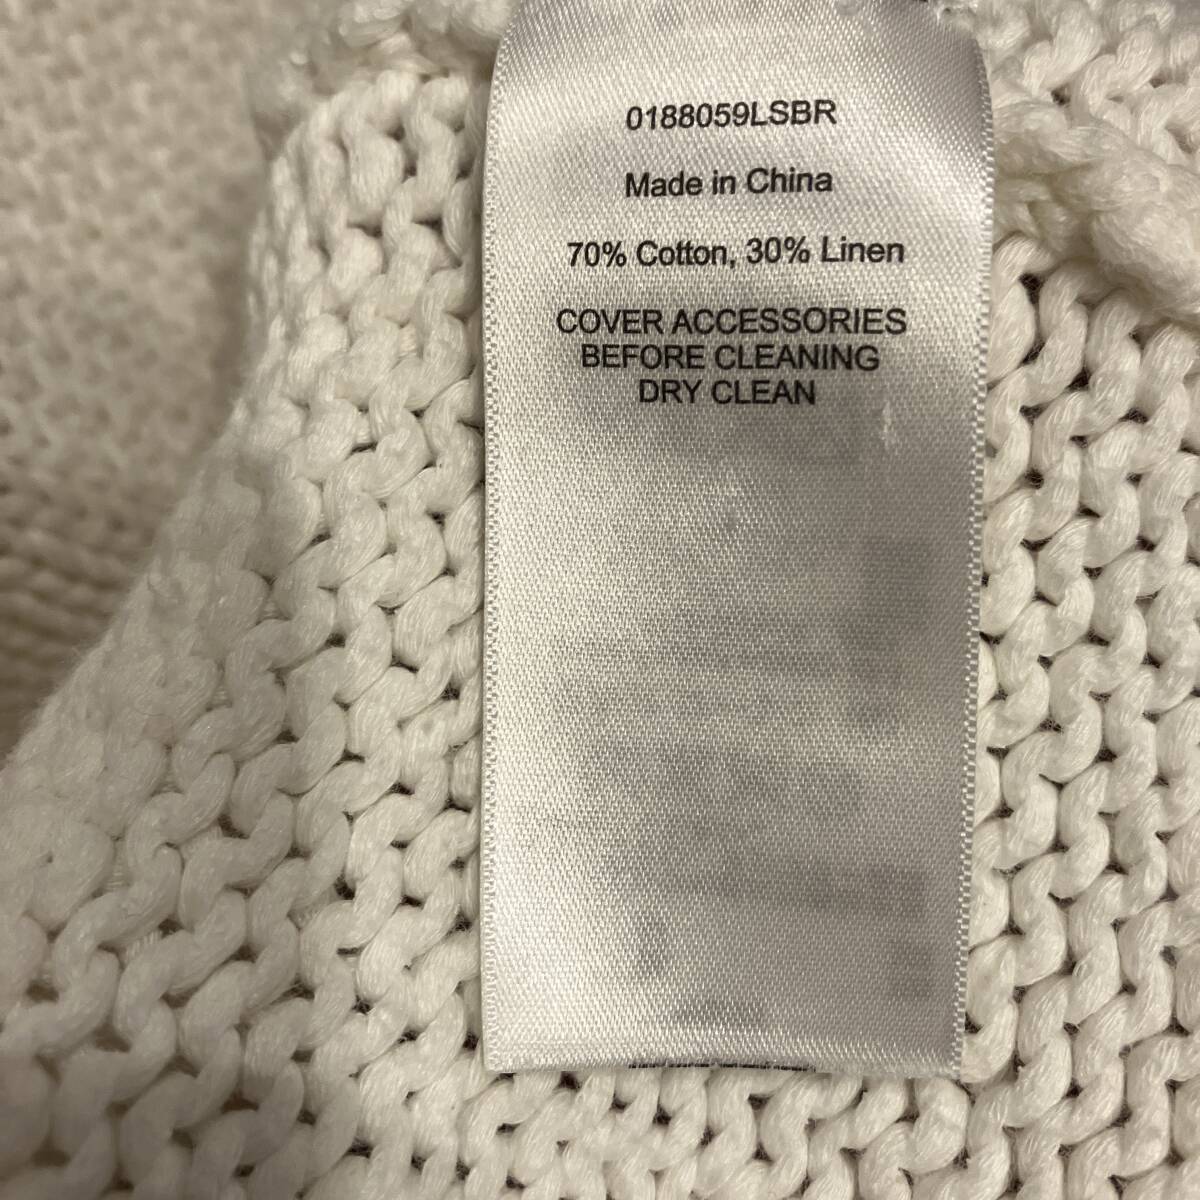 0188059LSBR
Made in China
70% Cotton, 30% Linen
COVER ACCESSORIES
BEFORE CLEANING
DRY CLEAN